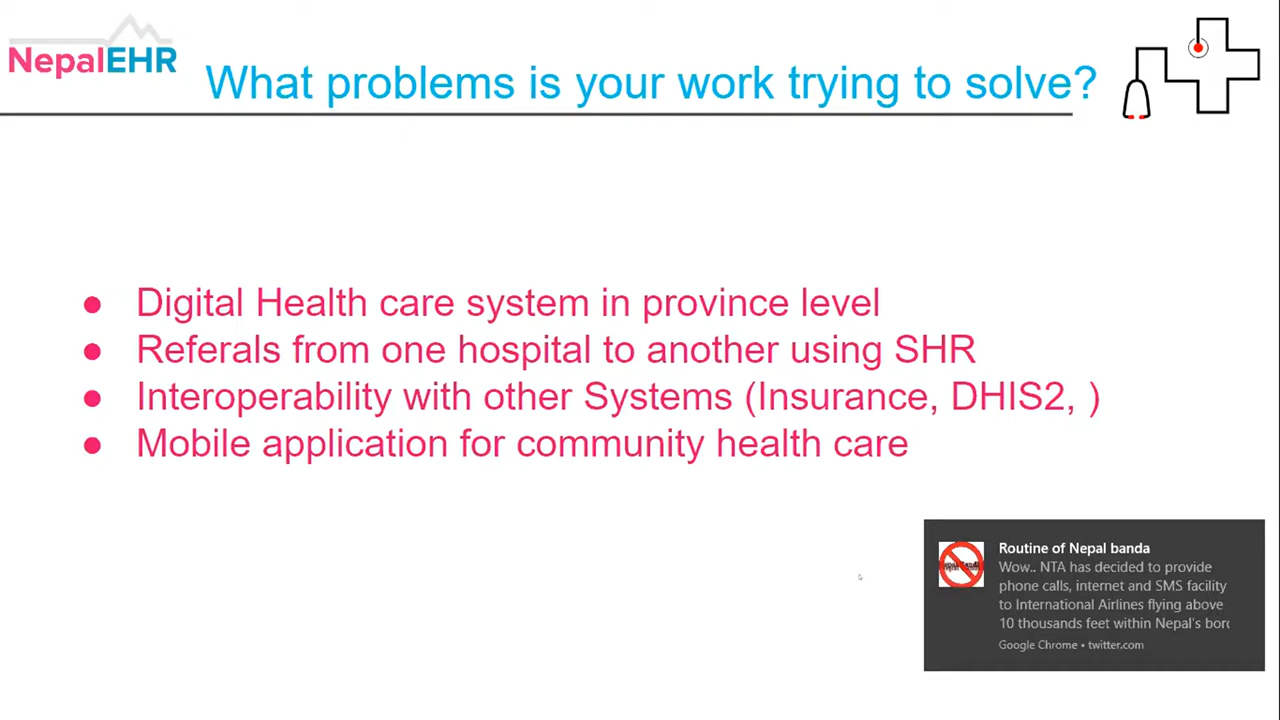 NepalEHR
What problems is your work trying to solve?
● Digital Health care system in province level
● Referals from one hospital to another using SHR
● Interoperability with other Systems (Insurance, DHIS2, )
● Mobile application for community health care
Routine of Nepal banda
Wow.. NTA has decided to provide
phone calls, internet and SMS facility
to International Airlines flying above
10 thousands feet within Nepal's
Google Chrome • twitter.com